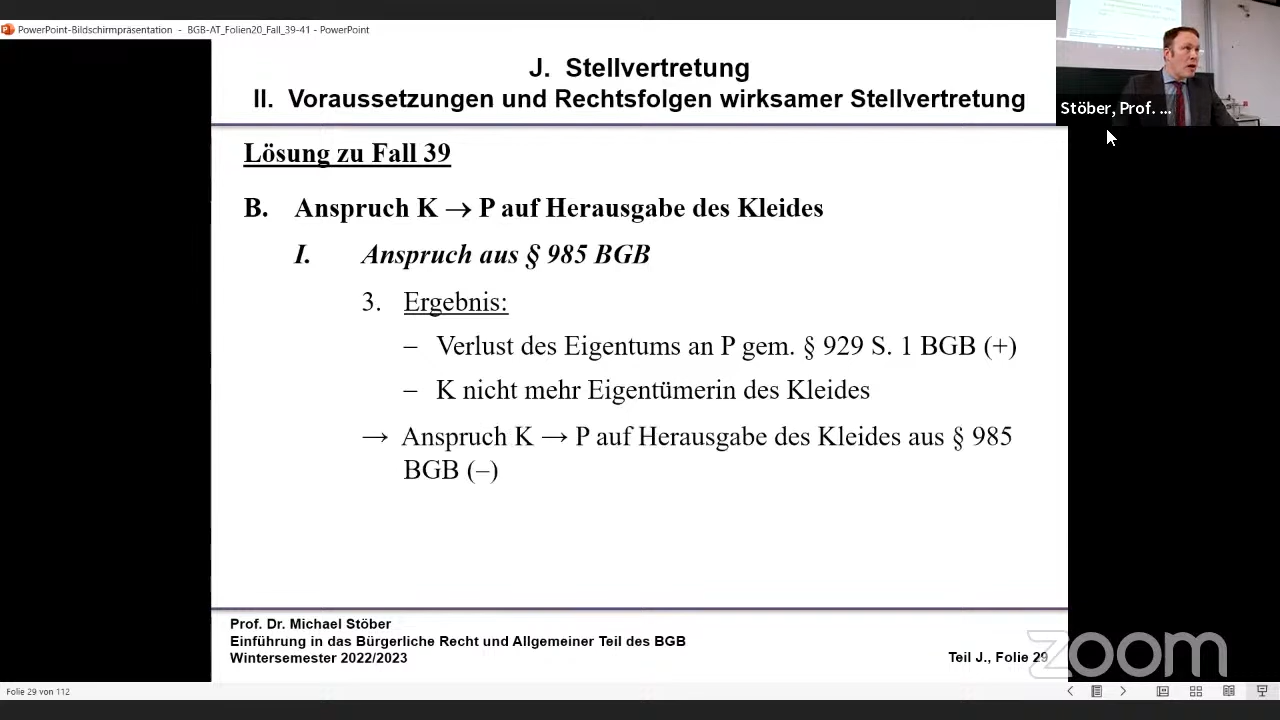 PowerPoint-Bildschirmpräsentation - BGB-AT_Folien20_Fall_39-41 - PowerPoint
Stöber, Prof. ...
J. Stellvertretung
II. Voraussetzungen und Rechtsfolgen wirksamer Stellvertretung
Lösung zu Fall 39
B. Anspruch K → P auf Herausgabe des Kleides
I. Anspruch aus § 985 BGB
3. Ergebnis:
– Verlust des Eigentums an P gem. § 929 S. 1 BGB (+)
– K nicht mehr Eigentümerin des Kleides
→ Anspruch K → P auf Herausgabe des Kleides aus § 985
BGB (–)
Prof. Dr. Michael Stöber
Einführung in das Bürgerliche Recht und Allgemeiner Teil des BGB
Wintersemester 2022/2023
Teil J., Folie 29
zoom
Folie 29 von 112